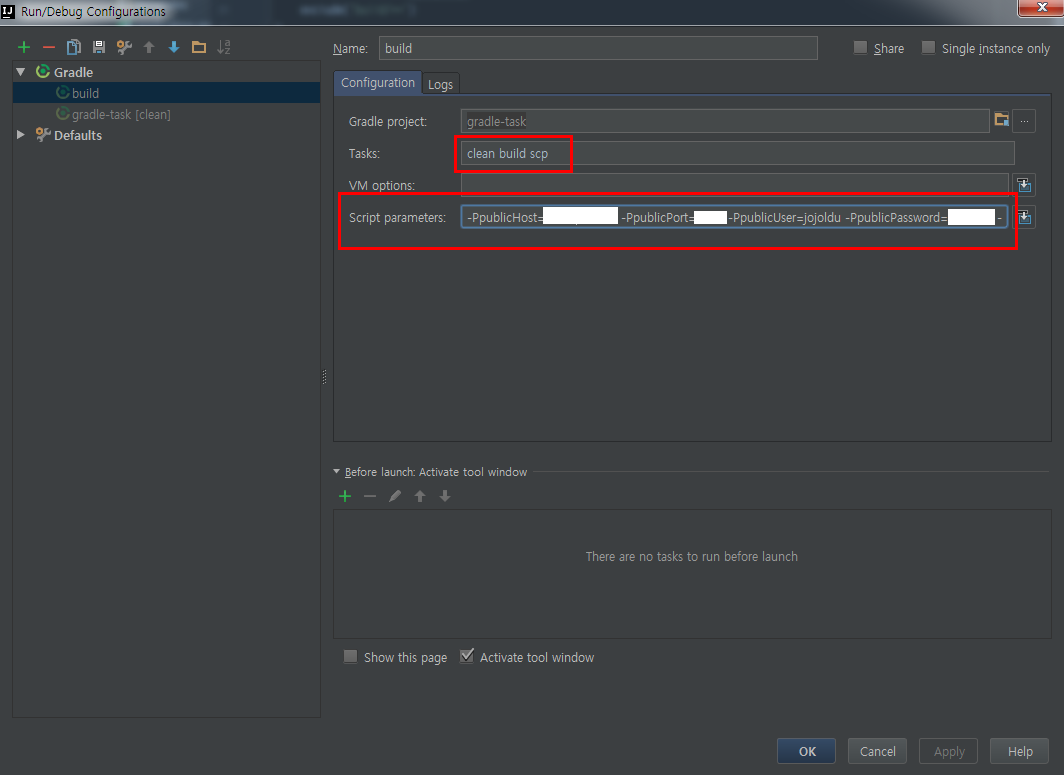 Run/Debug Configurations
Name: build
Share
Single instance only
Gradle
build
gradle-task [clean]
Defaults
Configuration
Logs
Gradle project: gradle-task
Tasks: clean build scp
VM options:
Script parameters: -PpublicHost= -PpublicPort= -PpublicUser=jojoldu -PpublicPassword= -
Before launch: Activate tool window
There are no tasks to run before launch
Show this page
Activate tool window
OK
Cancel
Apply
Help